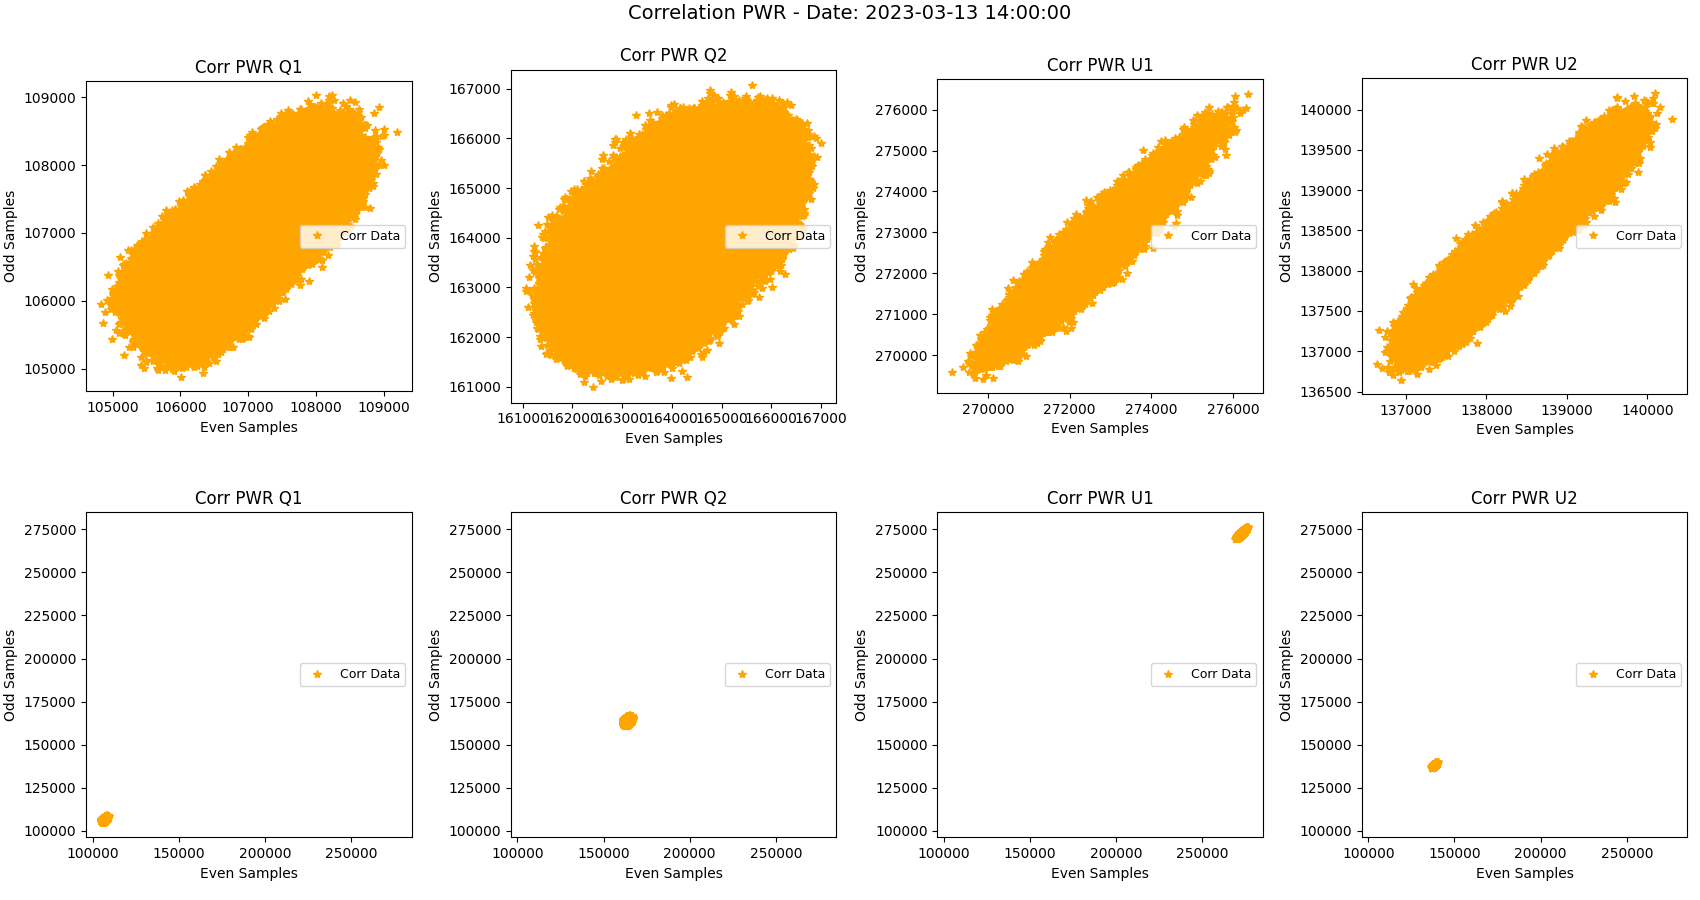 Correlation PWR - Date: 2023-03-13 14:00:00
Corr PWR Q1
109000
108000
107000
106000
105000
Odd Samples
Corr Data
105000 106000 107000 108000 109000
Even Samples
Corr PWR Q2
167000
166000
165000
164000
163000
162000
161000
Odd Samples
Corr Data
161000 162000 163000 164000 165000 166000 167000
Even Samples
Corr PWR U1
276000
275000
274000
273000
272000
271000
270000
Odd Samples
Corr Data
270000 272000 274000 276000
Even Samples
Corr PWR U2
140000
139500
139000
138500
138000
137500
137000
136500
Odd Samples
Corr Data
137000 138000 139000 140000
Even Samples
Corr PWR Q1
275000
250000
225000
200000
175000
150000
125000
100000
Odd Samples
Corr Data
100000 150000 200000 250000
Even Samples
Corr PWR Q2
275000
250000
225000
200000
175000
150000
125000
100000
Odd Samples
Corr Data
100000 150000 200000 250000
Even Samples
Corr PWR U1
275000
250000
225000
200000
175000
150000
125000
100000
Odd Samples
Corr Data
100000 150000 200000 250000
Even Samples
Corr PWR U2
275000
250000
225000
200000
175000
150000
125000
100000
Odd Samples
Corr Data
100000 150000 200000 250000
Even Samples